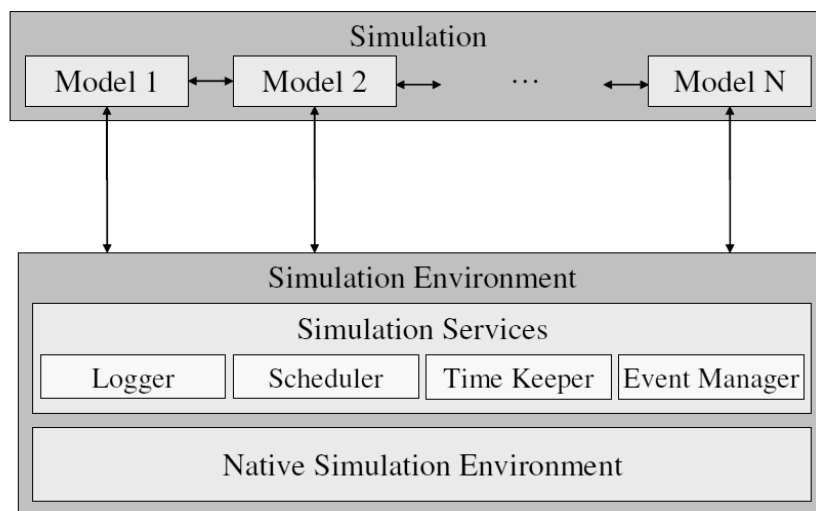 Simulation
Model 1
Model 2
...
Model N
Simulation Environment
Simulation Services
Logger
Scheduler
Time Keeper
Event Manager
Native Simulation Environment